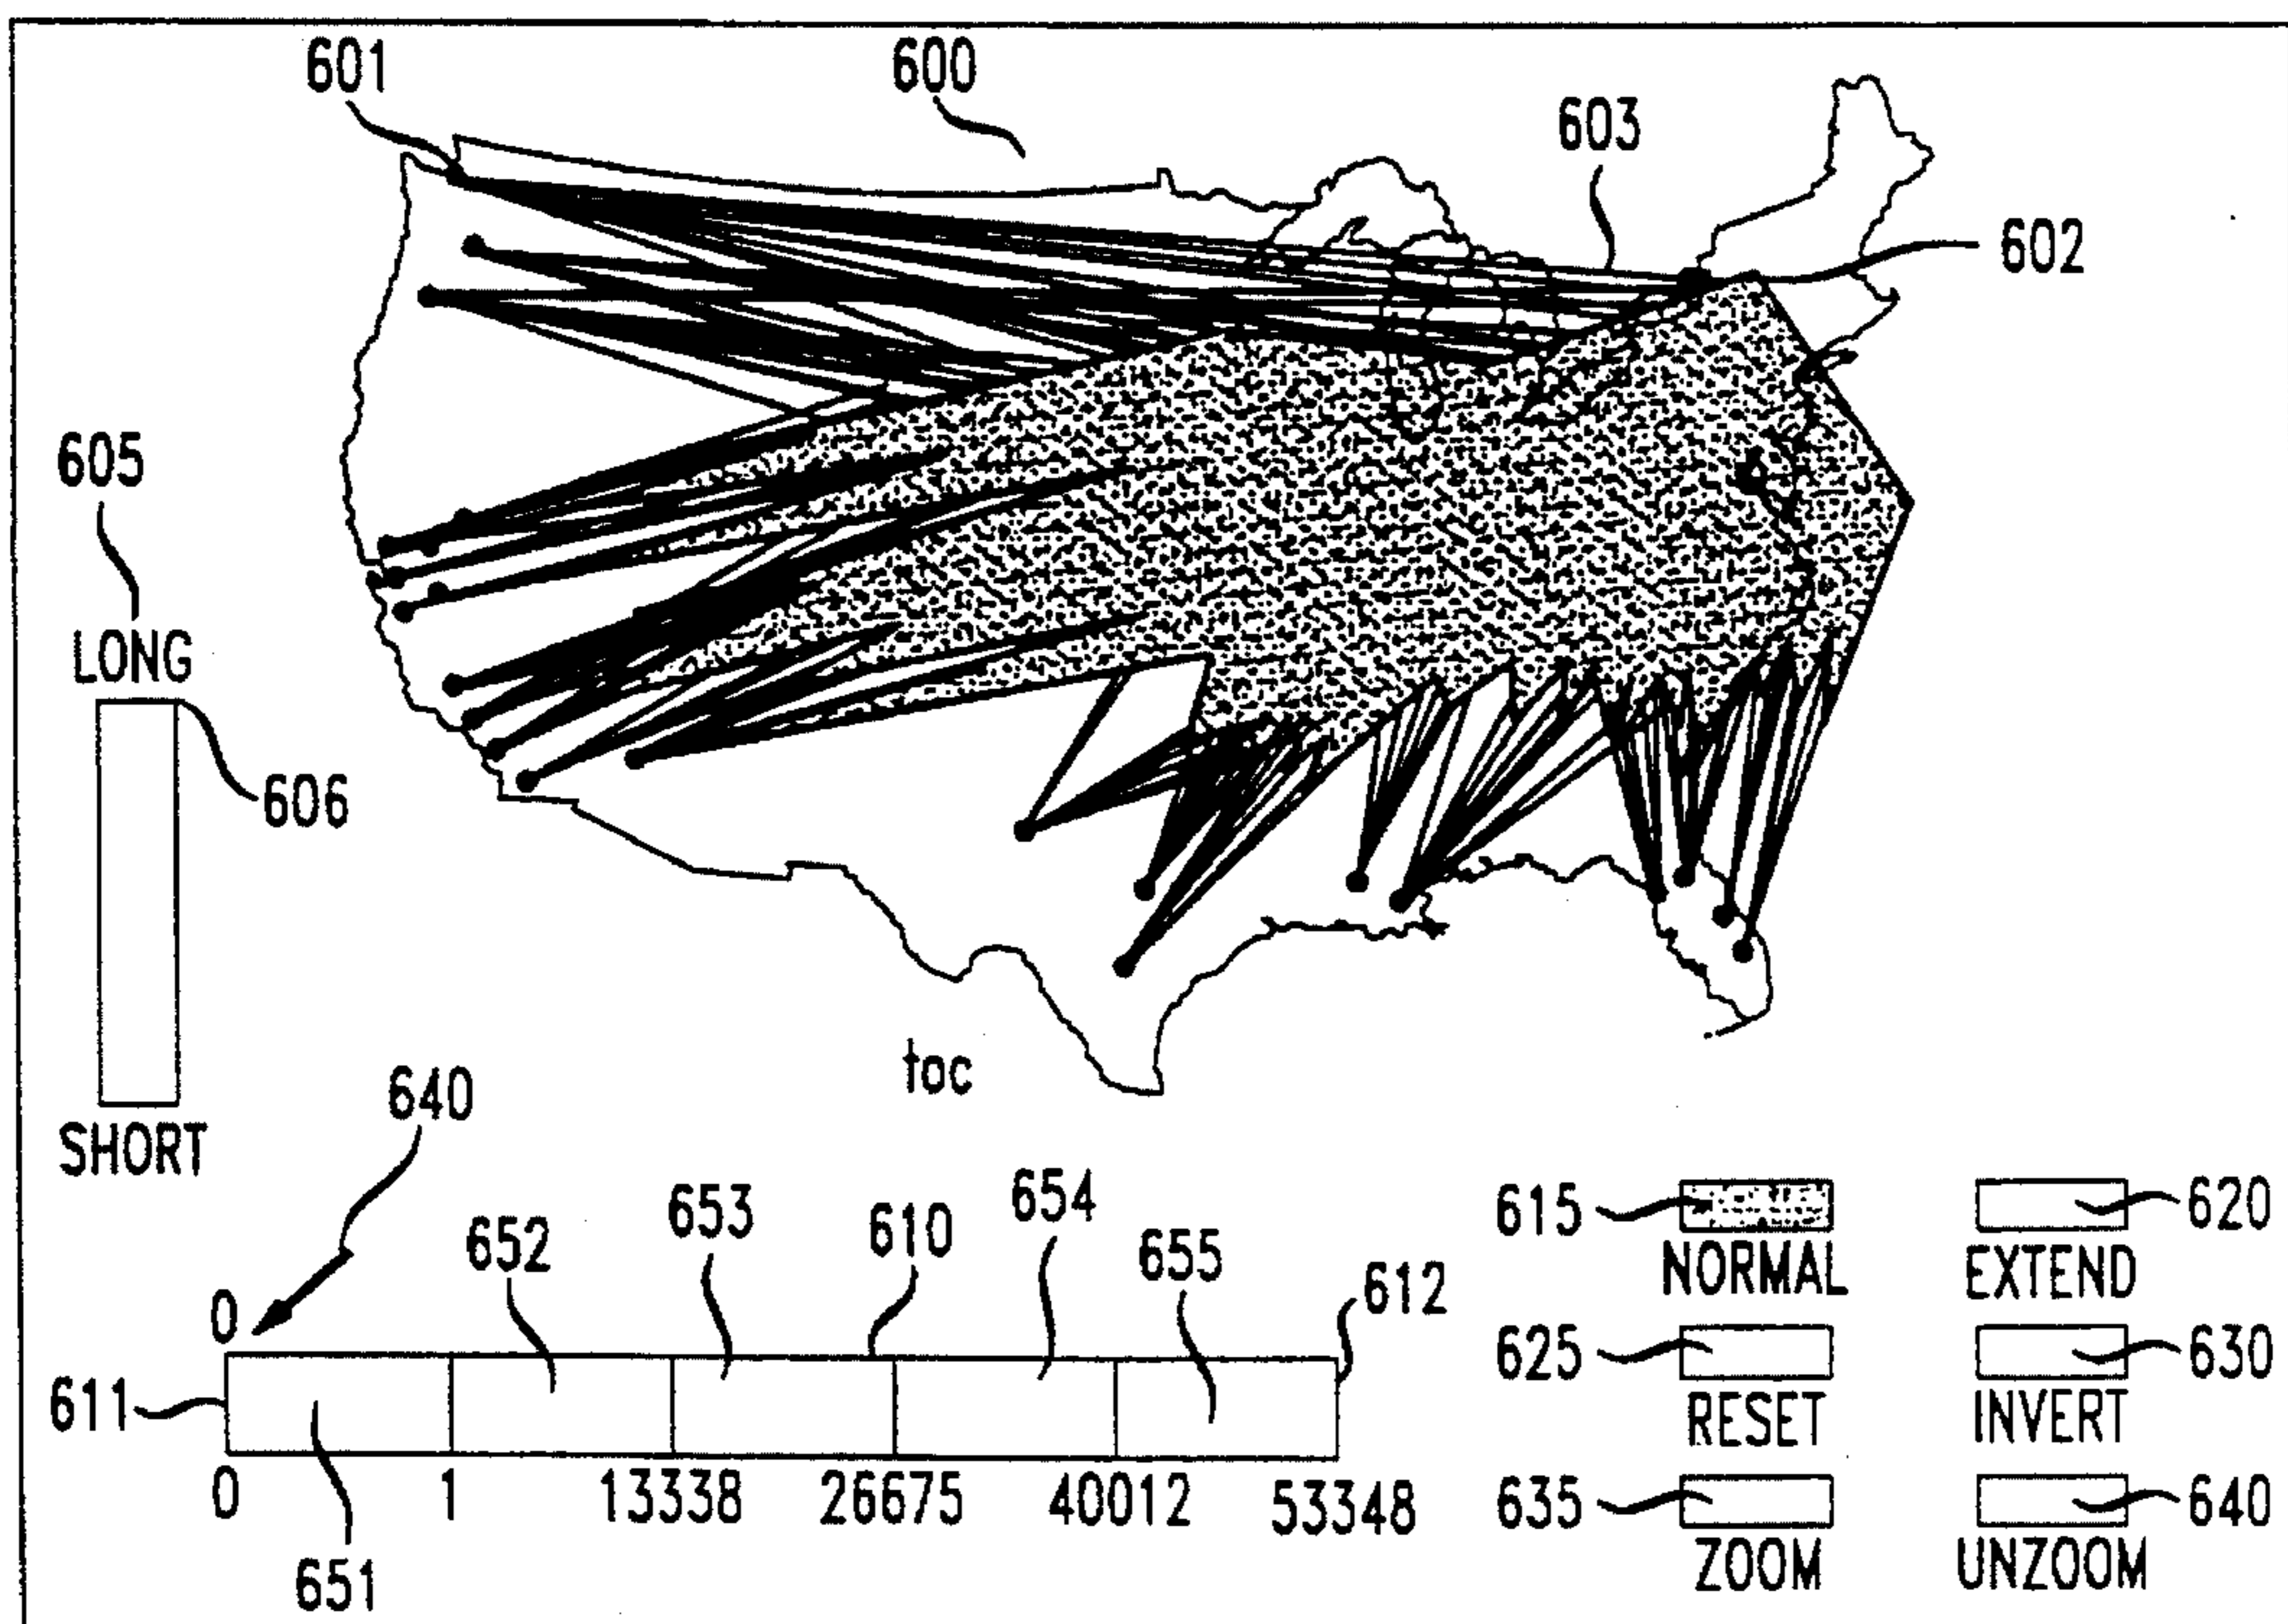 601
600
603
602
605
LONG
606
SHORT
toc
640
652
653
610
654
655
612
0
611
0 1 13338 26675 40012 53348
651
615 NORMAL
620 EXTEND
625 RESET
630 INVERT
635 ZOOM
640 UNZOOM